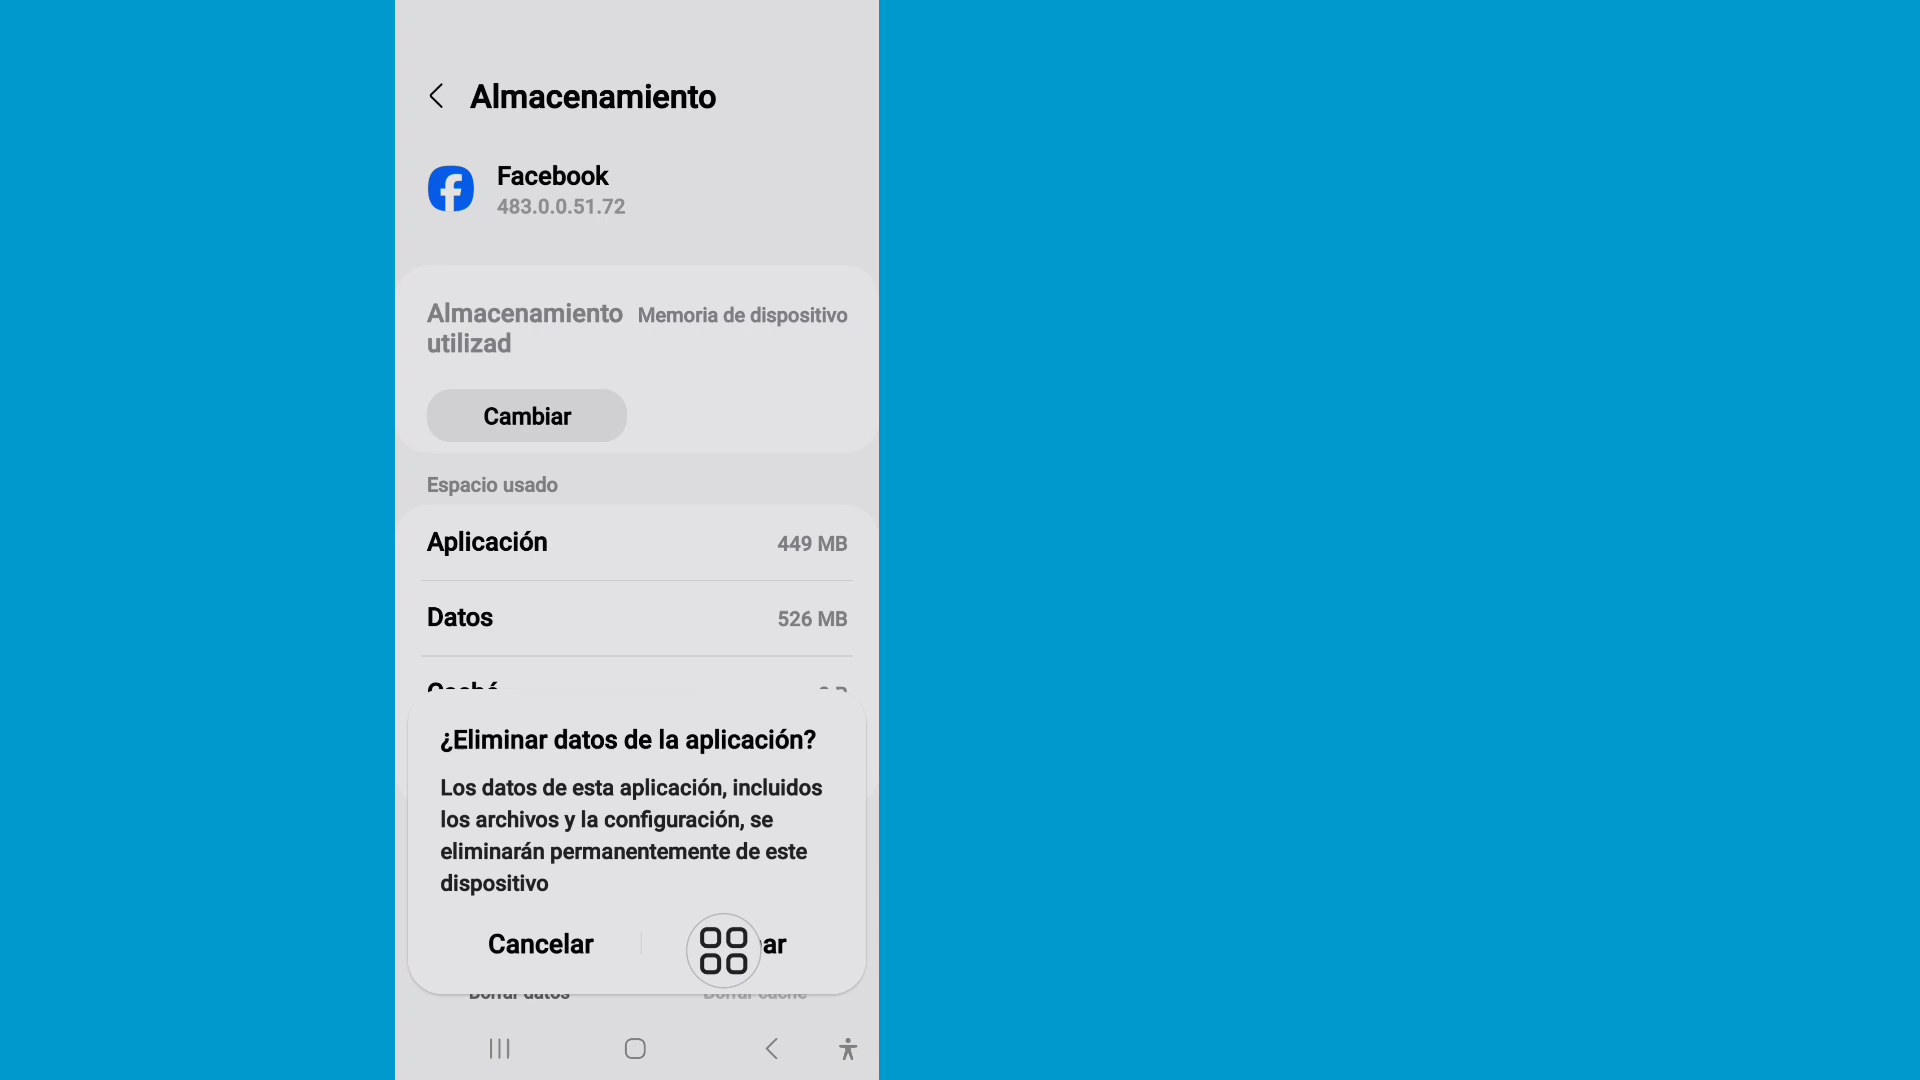 Almacenamiento
Facebook
483.0.0.51.72
Almacenamiento utilizad
Memoria de dispositivo
Cambiar
Espacio usado
Aplicación 449 MB
Datos 526 MB
¿Eliminar datos de la aplicación?
Los datos de esta aplicación, incluidos
los archivos y la configuración, se
eliminarán permanentemente de este
dispositivo
Cancelar